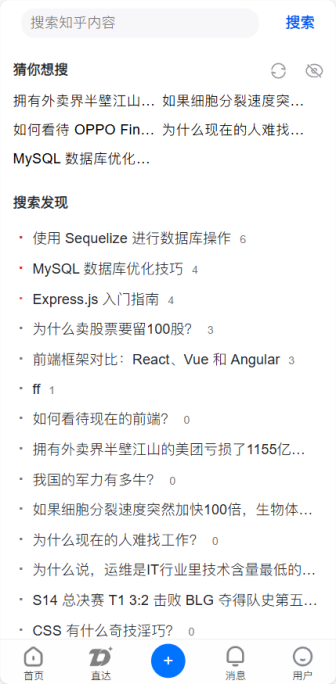 搜索知乎内容 搜索
猜你想搜
拥有外卖界半壁江山... 如果细胞分裂速度突...
如何看待 OPPO Fin... 为什么现在的人难找...
MySQL 数据库优化...
搜索发现
使用 Sequelize 进行数据库操作 6
MySQL 数据库优化技巧 4
Express.js 入门指南 4
为什么卖股票要留100股？ 3
前端框架对比：React、Vue 和 Angular 3
ff 1
如何看待现在的前端？ 0
拥有外卖界半壁江山的美团亏损了1155亿...
我国的军力有多牛？ 0
如果细胞分裂速度突然加快100倍，生物体...
为什么现在的人难找工作？ 0
为什么说，运维是IT行业里技术含量最低的...
S14 总决赛 T1 3:2 击败 BLG 夺得队史第五...
CSS 有什么奇技淫巧？ 0
首页 直达 消息 用户